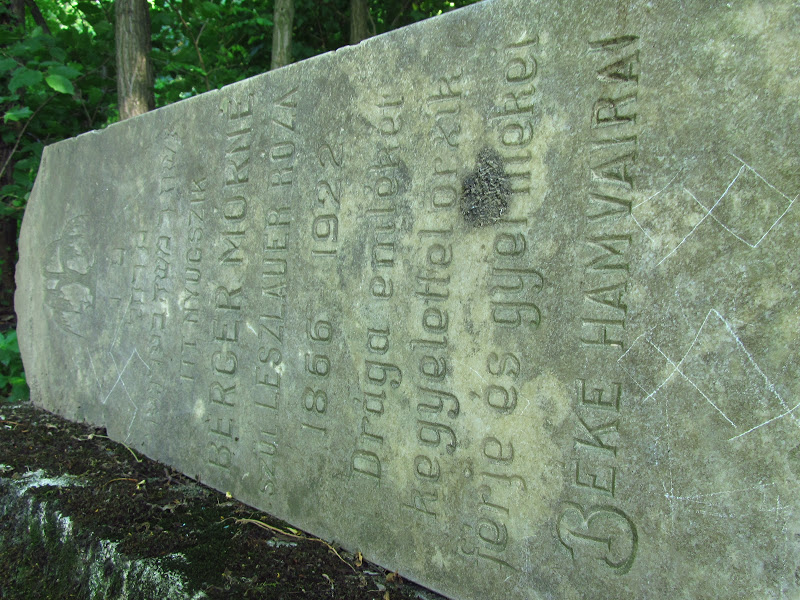 פ נ
ITT NYUGSZIK
BERGER MÓRNÉ
SZÜL LESZLAUER RÓZA
1866 1922
Drága emlékét
kegyelettel őrzik
férje és gyermekei
BÉKE HAMVAIRA!